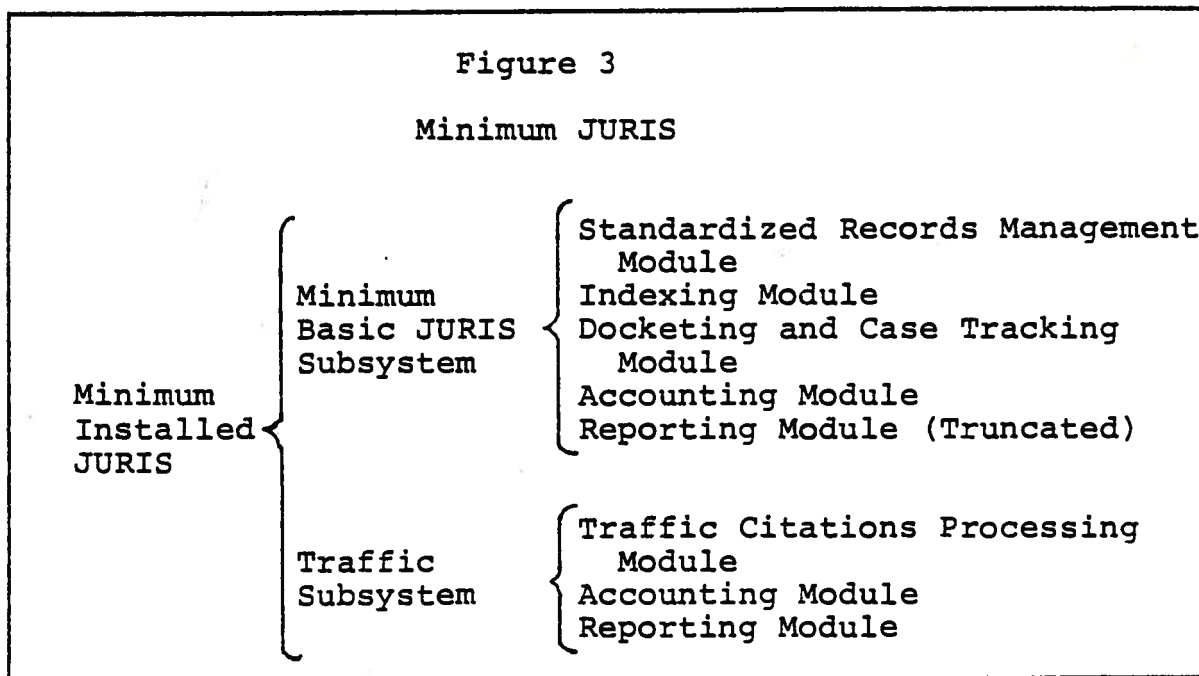 Figure 3
Minimum JURIS
Minimum
Installed
JURIS
Minimum
Basic JURIS
Subsystem
Standardized Records Management
Module
Indexing Module
Docketing and Case Tracking
Module
Accounting Module
Reporting Module (Truncated)
Traffic
Subsystem
Traffic Citations Processing
Module
Accounting Module
Reporting Module